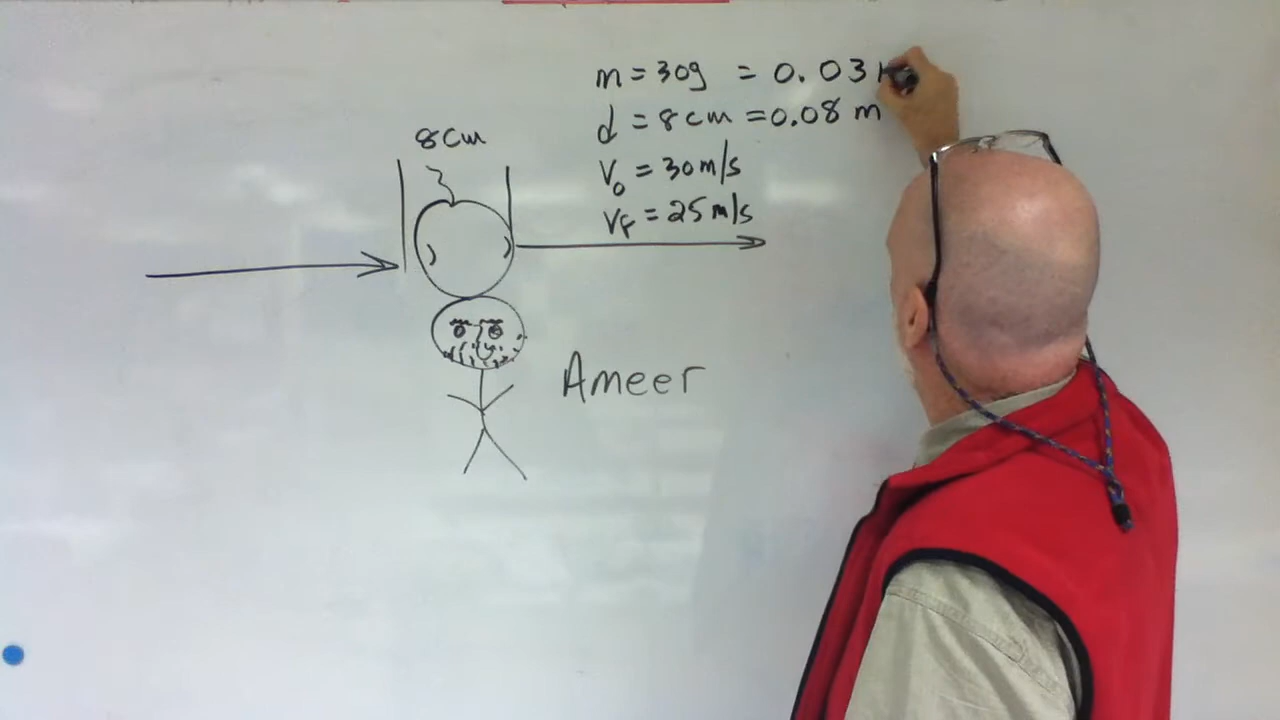 m = 30g = 0.03
d = 8cm = 0.08 m
8cm
V₀ = 30 m/s
VF = 25 m/s
Ameer